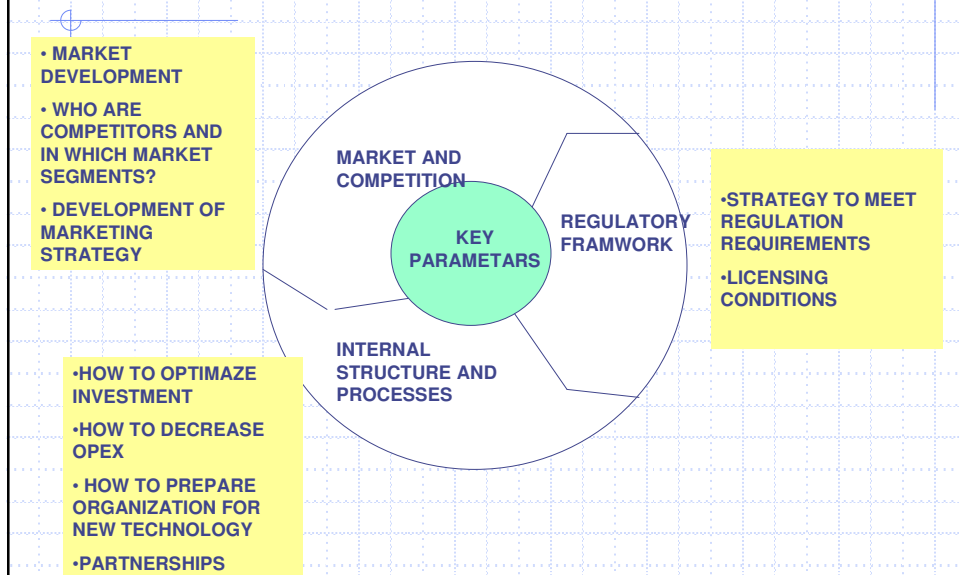 • MARKET
DEVELOPMENT
• WHO ARE
COMPETITORS AND
IN WHICH MARKET
SEGMENTS?
• DEVELOPMENT OF
MARKETING
STRATEGY
MARKET AND
COMPETITION
KEY
PARAMETARS
REGULATORY
FRAMWORK
•STRATEGY TO MEET
REGULATION
REQUIREMENTS
•LICENSING
CONDITIONS
INTERNAL
STRUCTURE AND
PROCESSES
•HOW TO OPTIMAZE
INVESTMENT
•HOW TO DECREASE
OPEX
• HOW TO PREPARE
ORGANIZATION FOR
NEW TECHNOLOGY
•PARTNERSHIPS